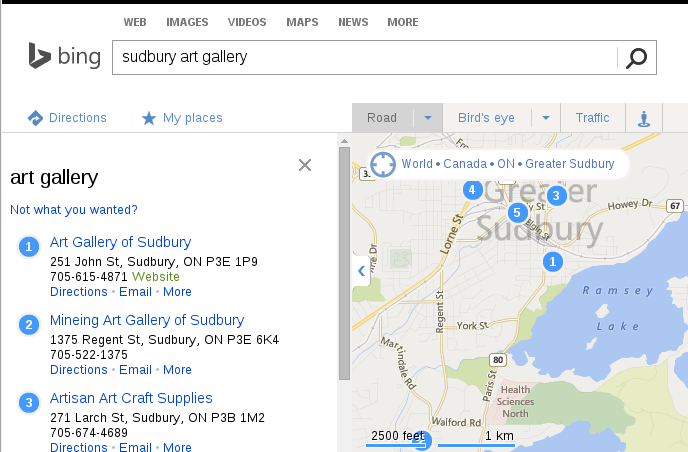 WEB IMAGES VIDEOS MAPS NEWS MORE
bing
sudbury art gallery
Directions My places
Road Bird's eye Traffic
art gallery
Not what you wanted?
1 Art Gallery of Sudbury
251 John St, Sudbury, ON P3E 1P9
705-615-4871 Website
Directions • Email • More
2 Mineing Art Gallery of Sudbury
1375 Regent St, Sudbury, ON P3E 6K4
705-522-1375
Directions • Email • More
3 Artisan Art Craft Supplies
271 Larch St, Sudbury, ON P3B 1M2
705-674-4689
Directions • Email • More
World • Canada • ON • Greater Sudbury
4
3
Greater
Sudbury
5
Elgin St
Howey Dr
67
Lorne St
1
Ramsey
Lake
Regent St
York St
Martindale Rd
80
Paris St
Health
Sciences
North
Walford Rd
2500 feet
2
1 km